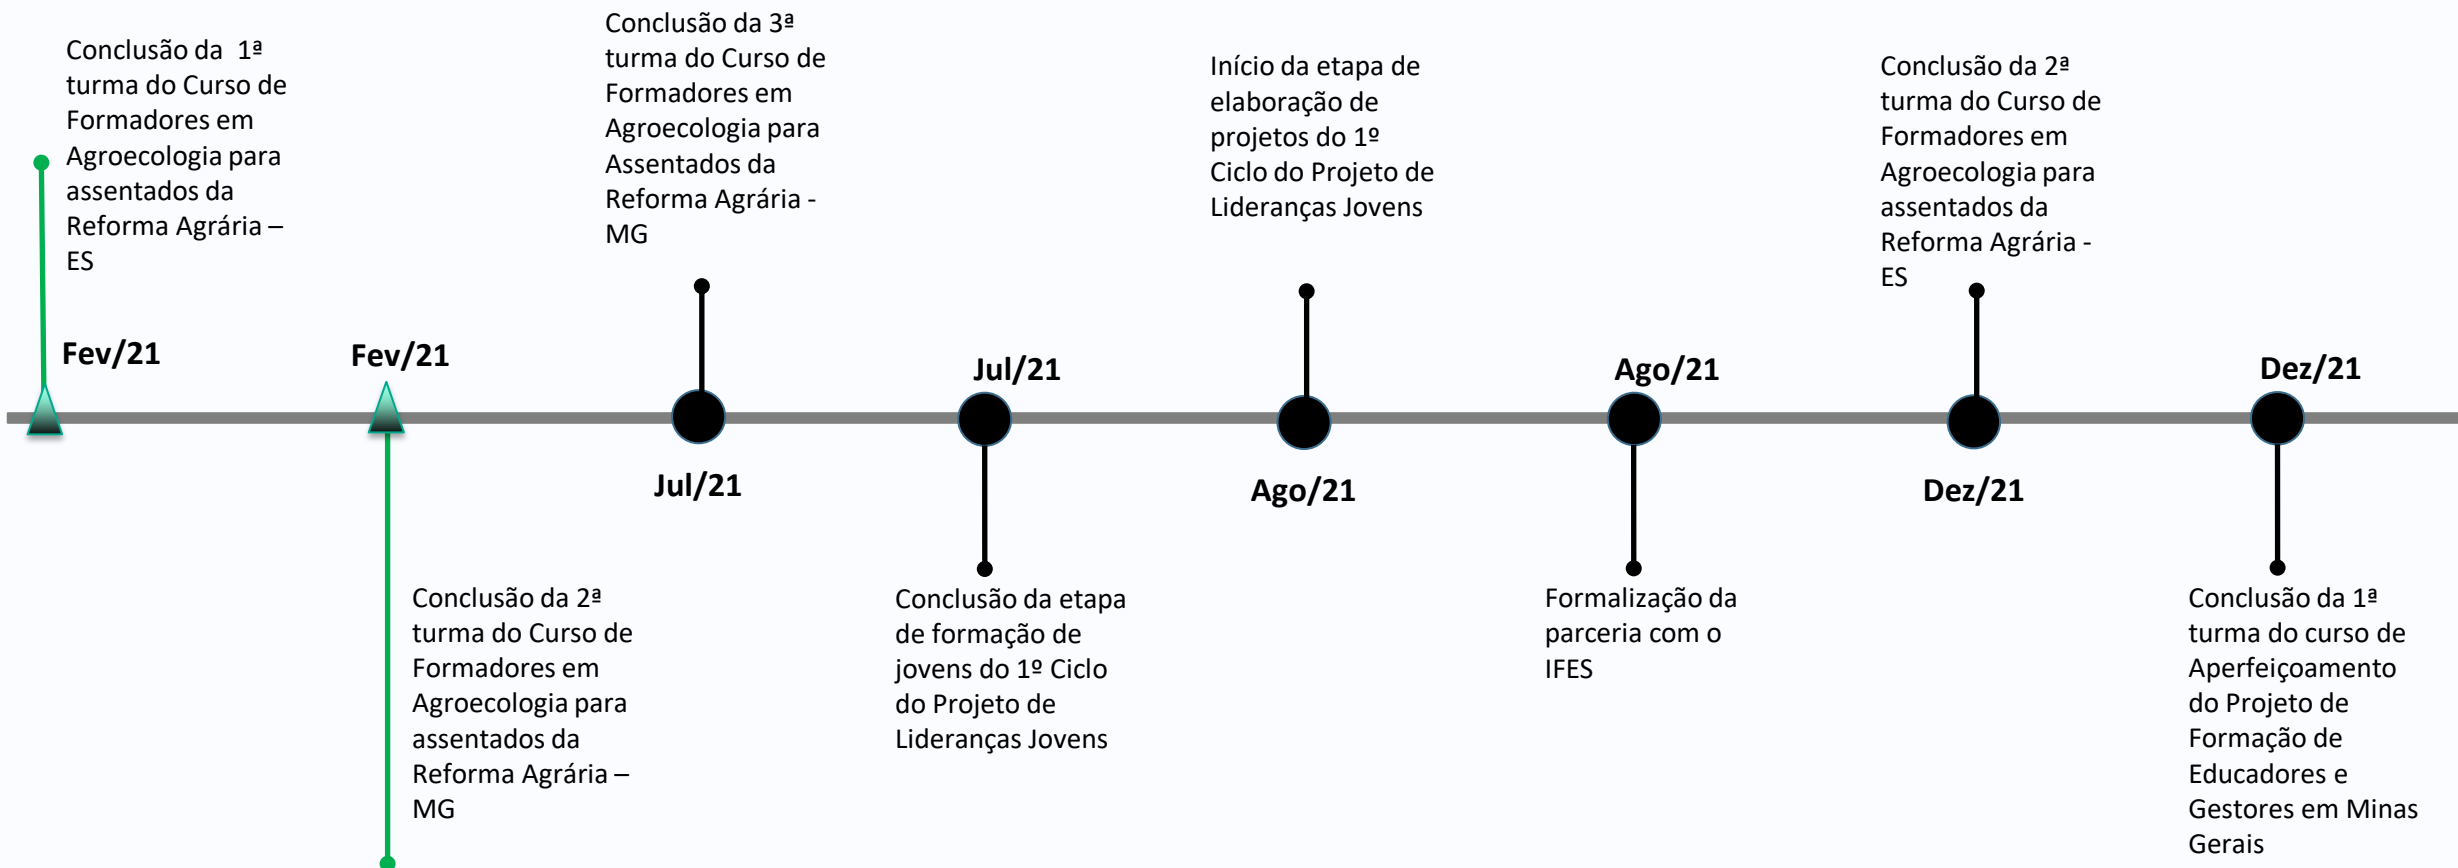 Conclusão da 1ª
turma do Curso de
Formadores em
Agroecologia para
assentados da
Reforma Agrária –
ES
Fev/21
Fev/21
Conclusão da 2ª
turma do Curso de
Formadores em
Agroecologia para
assentados da
Reforma Agrária –
MG
Conclusão da 3ª
turma do Curso de
Formadores em
Agroecologia para
Assentados da
Reforma Agrária -
MG
Jul/21
Jul/21
Conclusão da etapa
de formação de
jovens do 1º Ciclo
do Projeto de
Lideranças Jovens
Início da etapa de
elaboração de
projetos do 1º
Ciclo do Projeto de
Lideranças Jovens
Ago/21
Ago/21
Formalização da
parceria com o
IFES
Conclusão da 2ª
turma do Curso de
Formadores em
Agroecologia para
assentados da
Reforma Agrária -
ES
Dez/21
Dez/21
Conclusão da 1ª
turma do curso de
Aperfeiçoamento
do Projeto de
Formação de
Educadores e
Gestores em Minas
Gerais